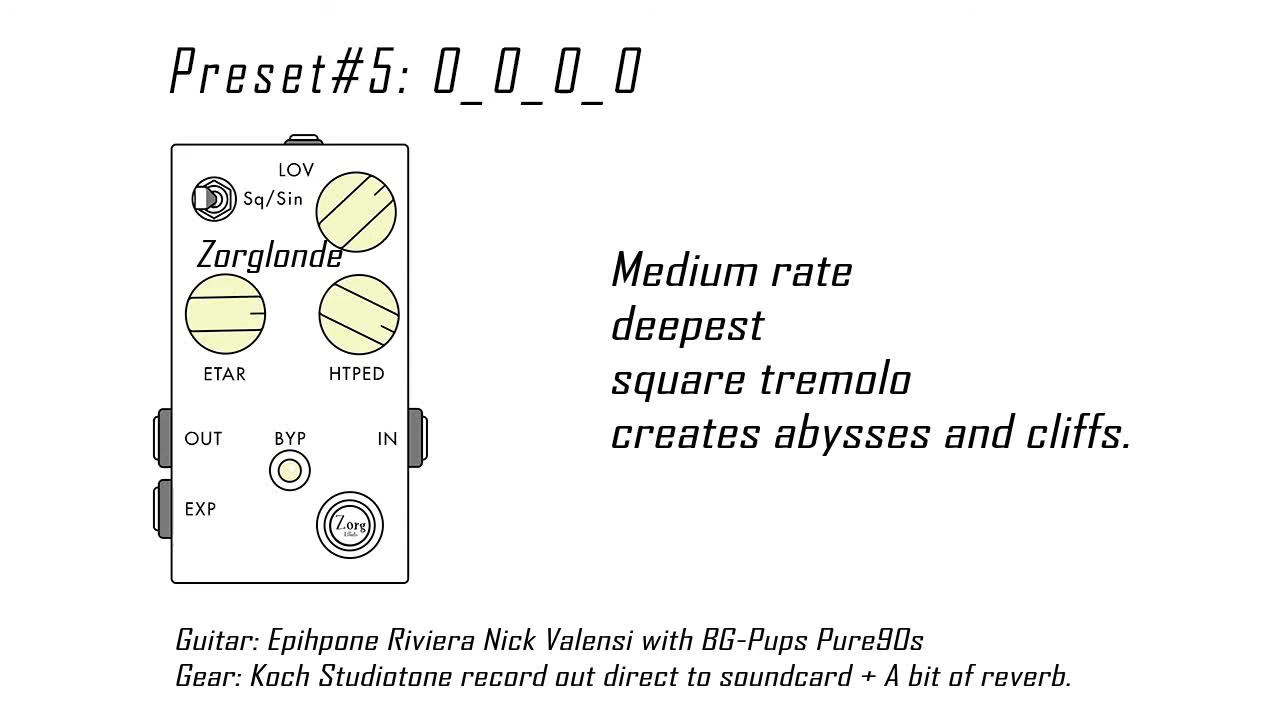 Preset#5: 0_0_0_0
LOV
Sq/Sin
Zorglonde
ETAR
HTPED
OUT
BYP
IN
EXP
Zorg
Medium rate
deepest
square tremolo
creates abysses and cliffs.
Guitar: Epihpone Riviera Nick Valensi with BG-Pups Pure90s
Gear: Koch Studiotone record out direct to soundcard + A bit of reverb.